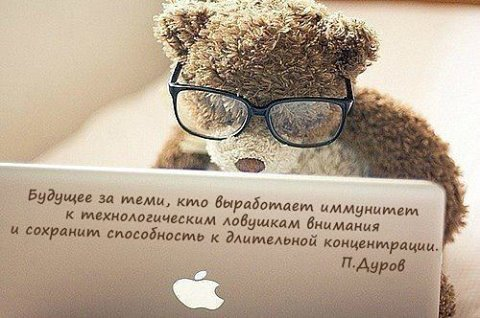 Будущее за теми, кто выработает иммунитет
к технологическим ловушкам внимания
и сохранит способность к длительной концентрации.
П.Дуров